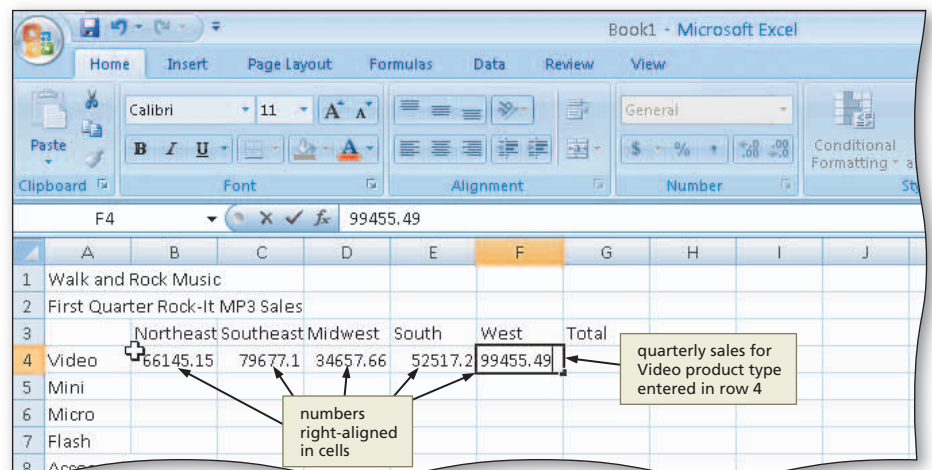 Book1 - Microsoft Excel
Home Insert Page Layout Formulas Data Review View
Calibri 11 A A General
Paste B I U A $ % , Conditional
Formatting
Clipboard Font Alignment Number
F4 fx 99455.49
A B C D E F G H I J
1 Walk and Rock Music
2 First Quarter Rock-It MP3 Sales
3 Northeast Southeast Midwest South West Total
4 Video 66145.15 79677.1 34657.66 52517.2 99455.49
5 Mini
6 Micro
7 Flash
8
quarterly sales for
Video product type
entered in row 4
numbers
right-aligned
in cells